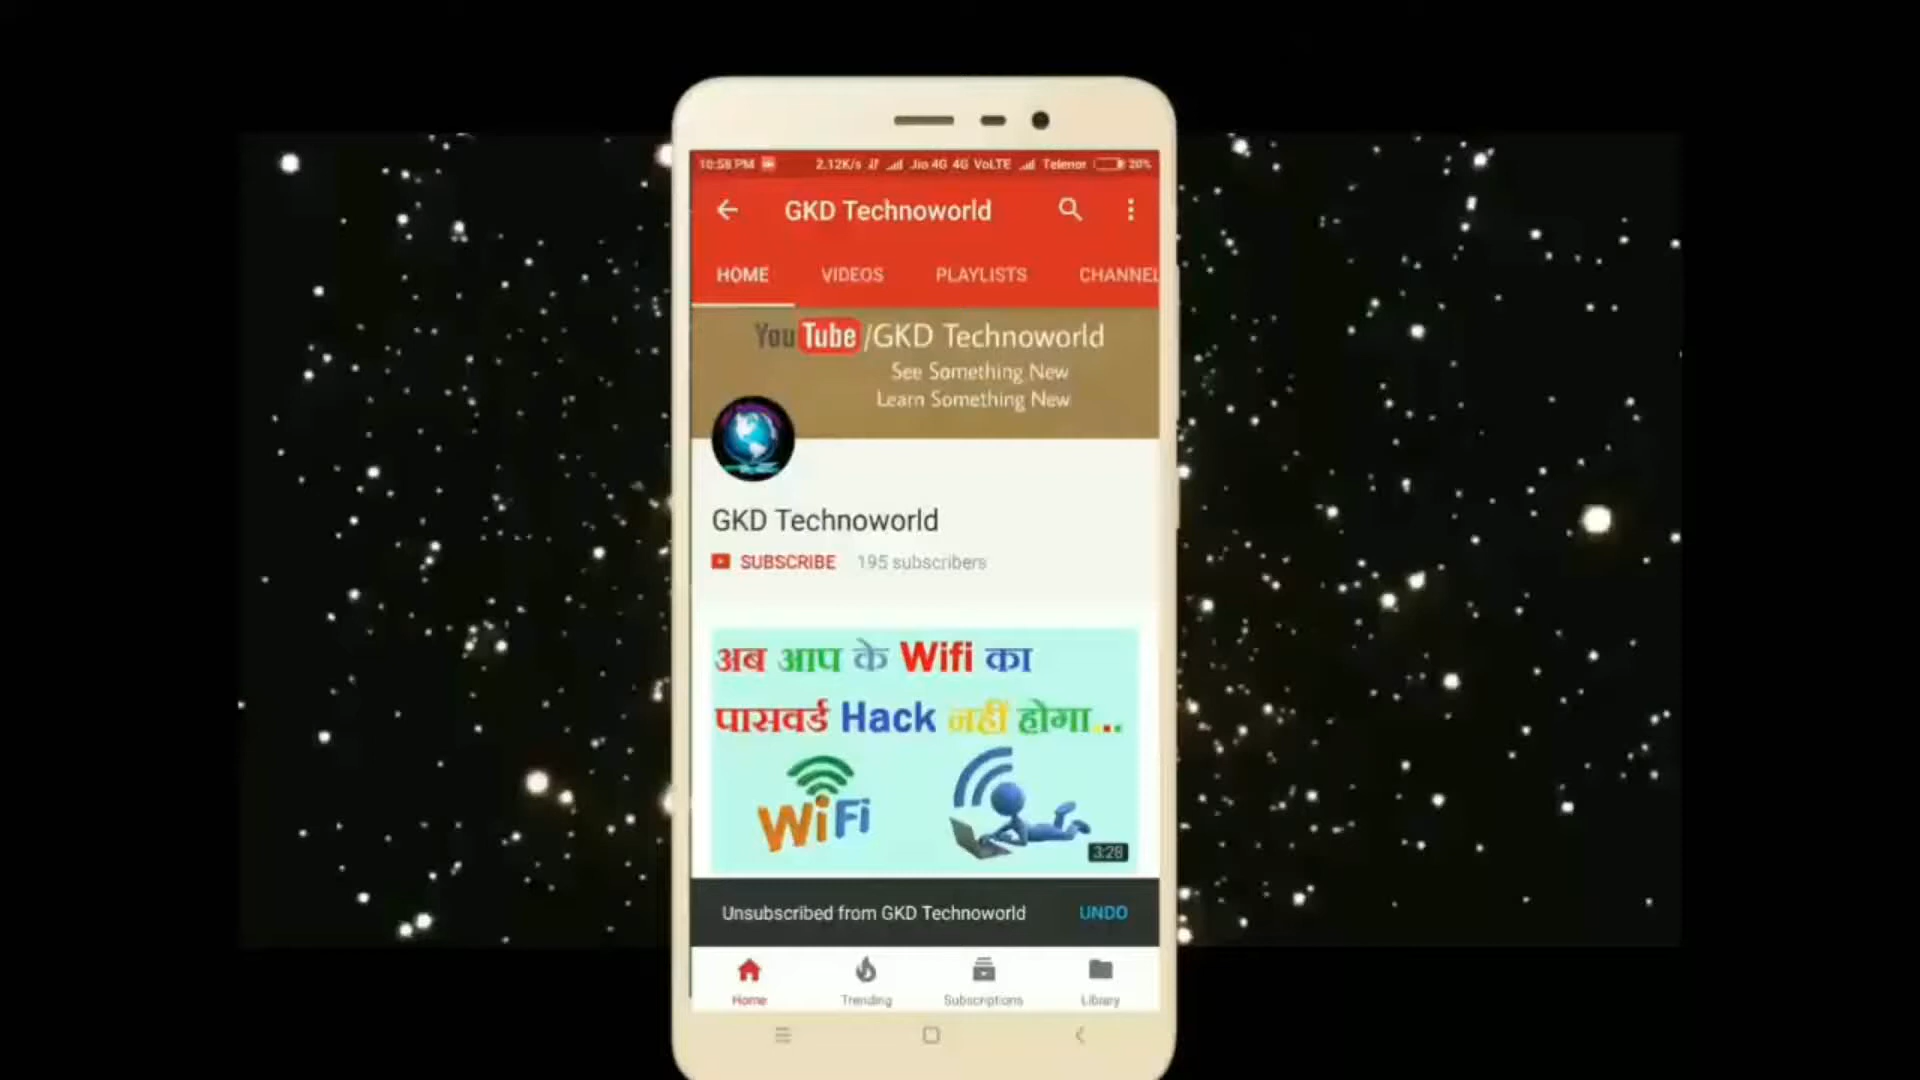 10:58 PM 2.12K/s Jio 4G 4G VoLTE Telenor 20%
GKD Technoworld
HOME VIDEOS PLAYLISTS CHANNEL
YouTube/GKD Technoworld
See Something New
Learn Something New
GKD Technoworld
SUBSCRIBE 195 subscribers
अब आप के Wifi का
पासवर्ड Hack नहीं होगा...
WiFi
3:28
Unsubscribed from GKD Technoworld UNDO
Home Trending Subscriptions Library